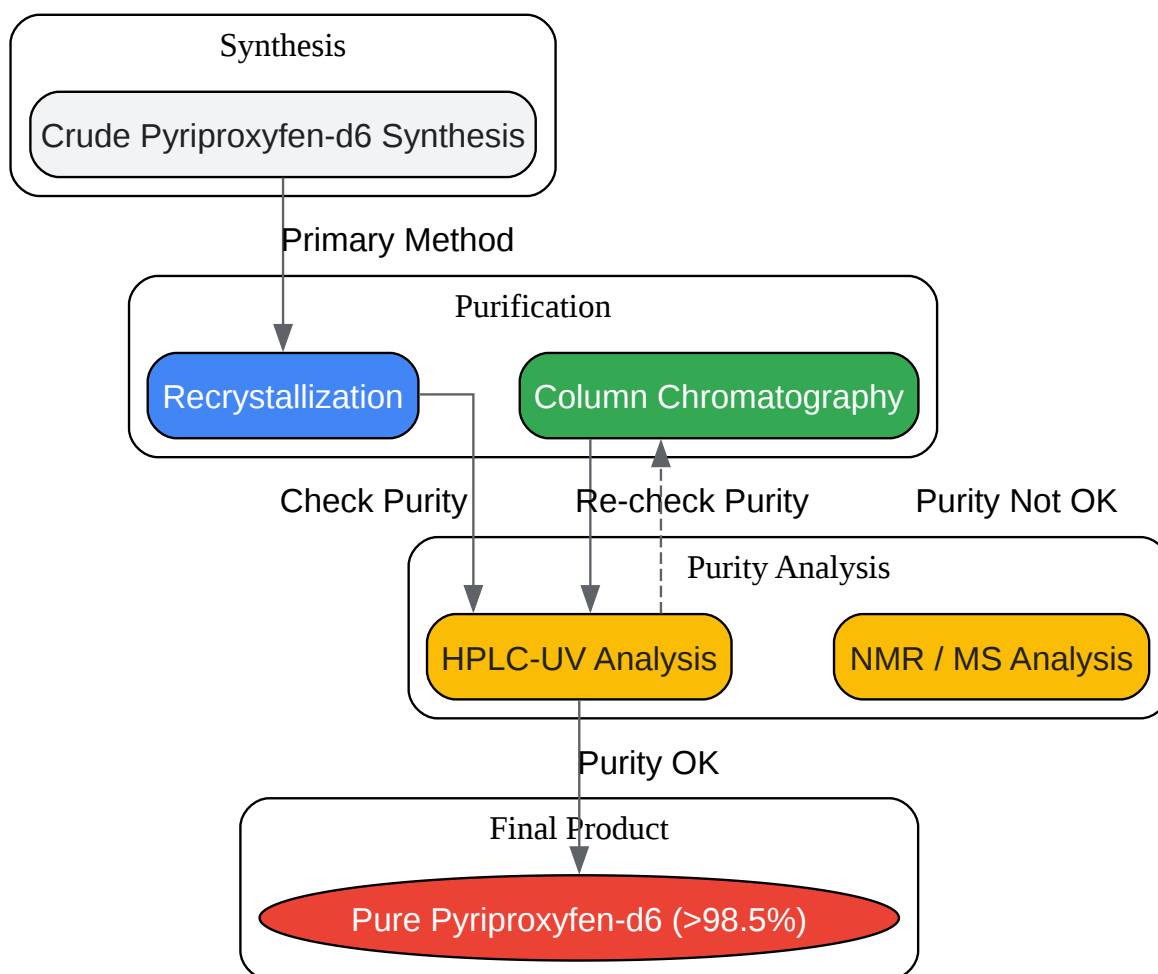 Synthesis
Crude Pyriproxyfen-d6 Synthesis
Primary Method
Purification
Recrystallization
Column Chromatography
Check Purity
Re-check Purity
Purity Not OK
Purity Analysis
HPLC-UV Analysis
NMR / MS Analysis
Purity OK
Final Product
Pure Pyriproxyfen-d6 (>98.5%)